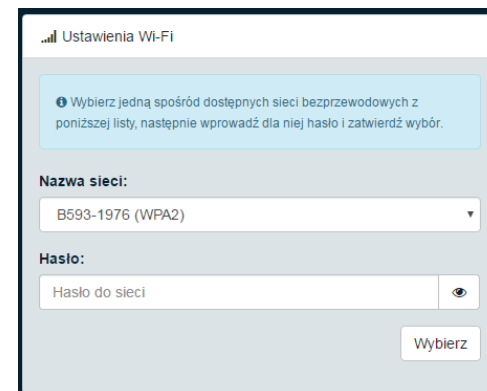 Ustawienia Wi-Fi
Wybierz jedną spośród dostępnych sieci bezprzewodowych z
poniższej listy, następnie wprowadź dla niej hasło i zatwierdź wybór.
Nazwa sieci:
B593-1976 (WPA2)
Hasło:
Hasło do sieci
Wybierz